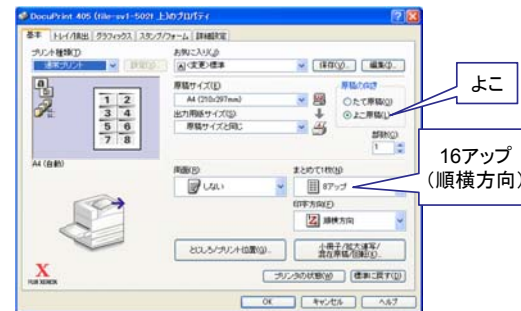 DocuPrint 405 (file-sv1-502t 上)のプロパティ
基本 トレイ/排出 グラフィックス スタンプ/フォーム 詳細設定
プリント種類(T)
通常プリント
お気に入り(J)
<変更>標準
保存(V)...
編集(D)...
原稿サイズ(E)
A4 (210x297mm)
出力用紙サイズ(S)
原稿サイズと同じ
原稿の向き
たて原稿(O)
よこ原稿(L)
よこ
部数(C)
1
1 2
3 4
5 6
7 8
A4 (自動)
両面(R)
しない
まとめて1枚(N)
8アップ
16アップ
(順横方向)
印字方向(F)
順横方向
とじしろ/プリント位置(G)...
小冊子/拡大連写/
混在原稿/回転(X)...
プリンタの状態(W)
標準に戻す(D)
X
FUJI XEROX
OK キャンセル ヘルプ